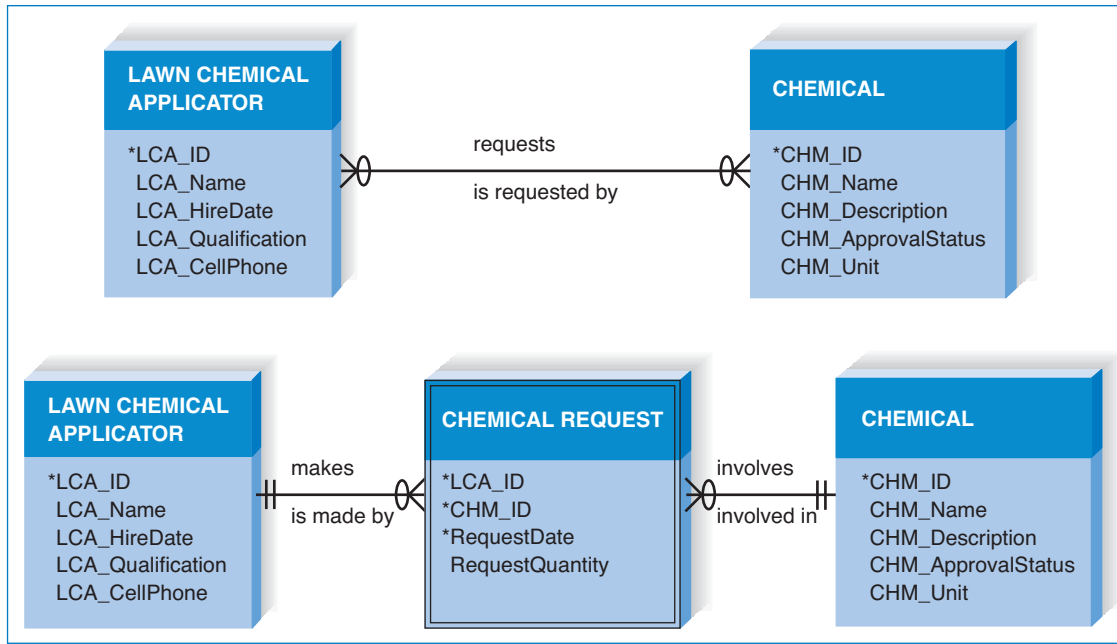 LAWN CHEMICAL
APPLICATOR
*LCA_ID
LCA_Name
LCA_HireDate
LCA_Qualification
LCA_CellPhone
requests
is requested by
CHEMICAL
*CHM_ID
CHM_Name
CHM_Description
CHM_ApprovalStatus
CHM_Unit
LAWN CHEMICAL
APPLICATOR
*LCA_ID
LCA_Name
LCA_HireDate
LCA_Qualification
LCA_CellPhone
makes
is made by
CHEMICAL REQUEST
*LCA_ID
*CHM_ID
*RequestDate
RequestQuantity
involves
involved in
CHEMICAL
*CHM_ID
CHM_Name
CHM_Description
CHM_ApprovalStatus
CHM_Unit